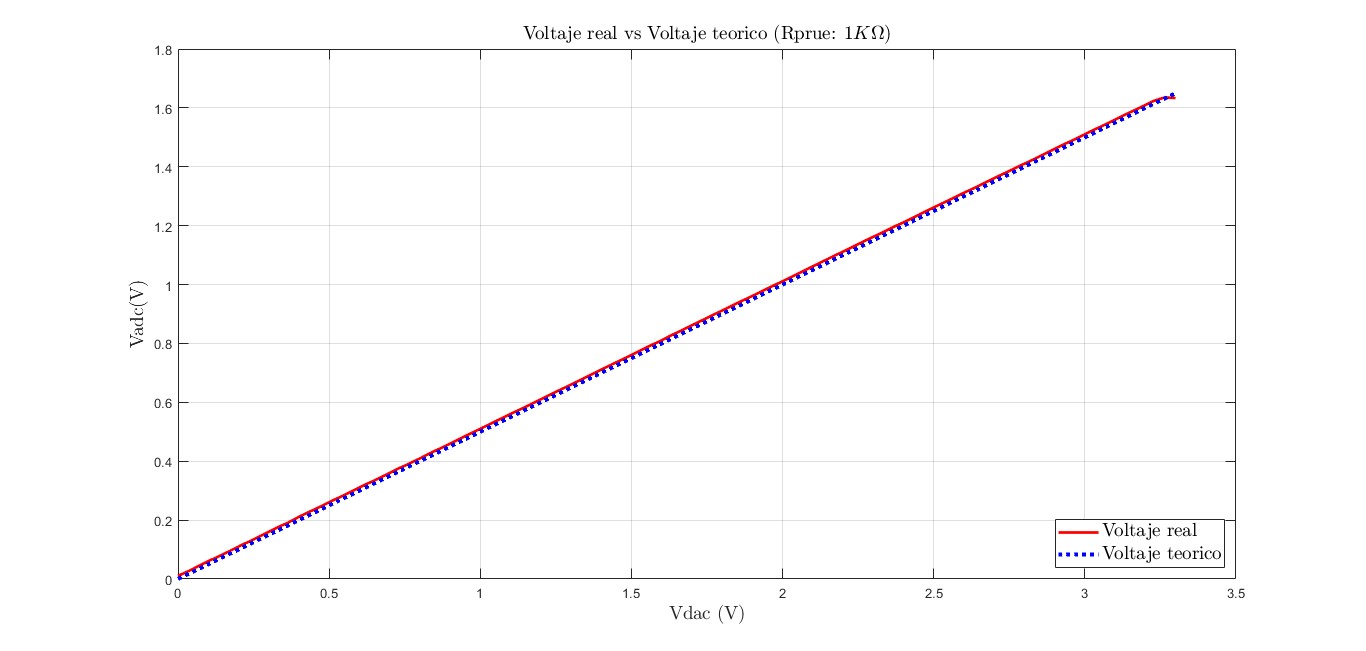 Voltaje real vs Voltaje teorico (Rprue: 1KΩ)
1.8
1.6
1.4
1.2
1
0.8
0.6
0.4
0.2
0
Vadc(V)
Voltaje real
Voltaje teorico
0 0.5 1 1.5 2 2.5 3 3.5
Vdac (V)